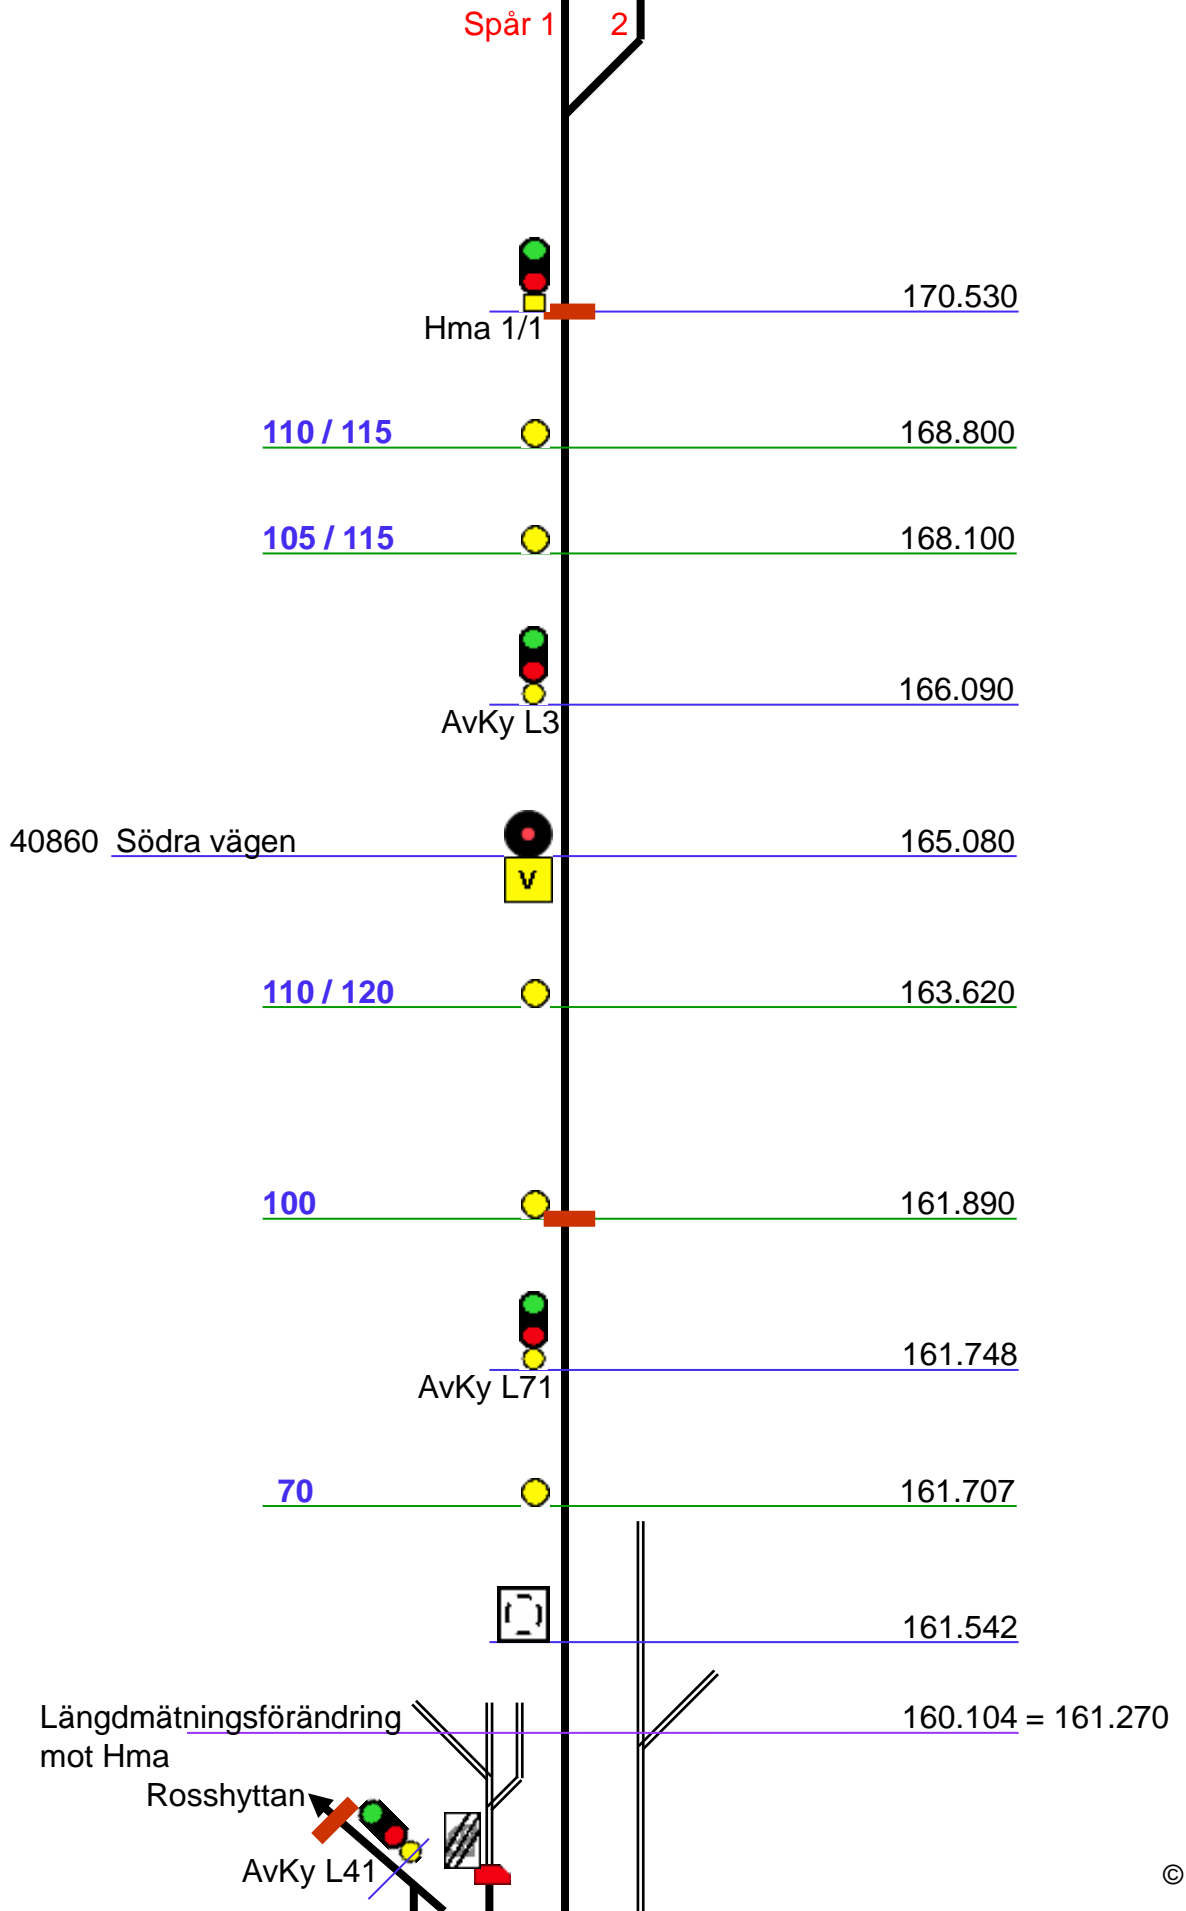 Spår 1 2
170.530
Hma 1/1
110 / 115 168.800
105 / 115 168.100
166.090
AvKy L3
40860 Södra vägen 165.080
V
110 / 120 163.620
100 161.890
161.748
AvKy L71
70 161.707
161.542
Längdmätningsförändring 160.104 = 161.270
mot Hma
Rosshyttan
AvKy L41
©